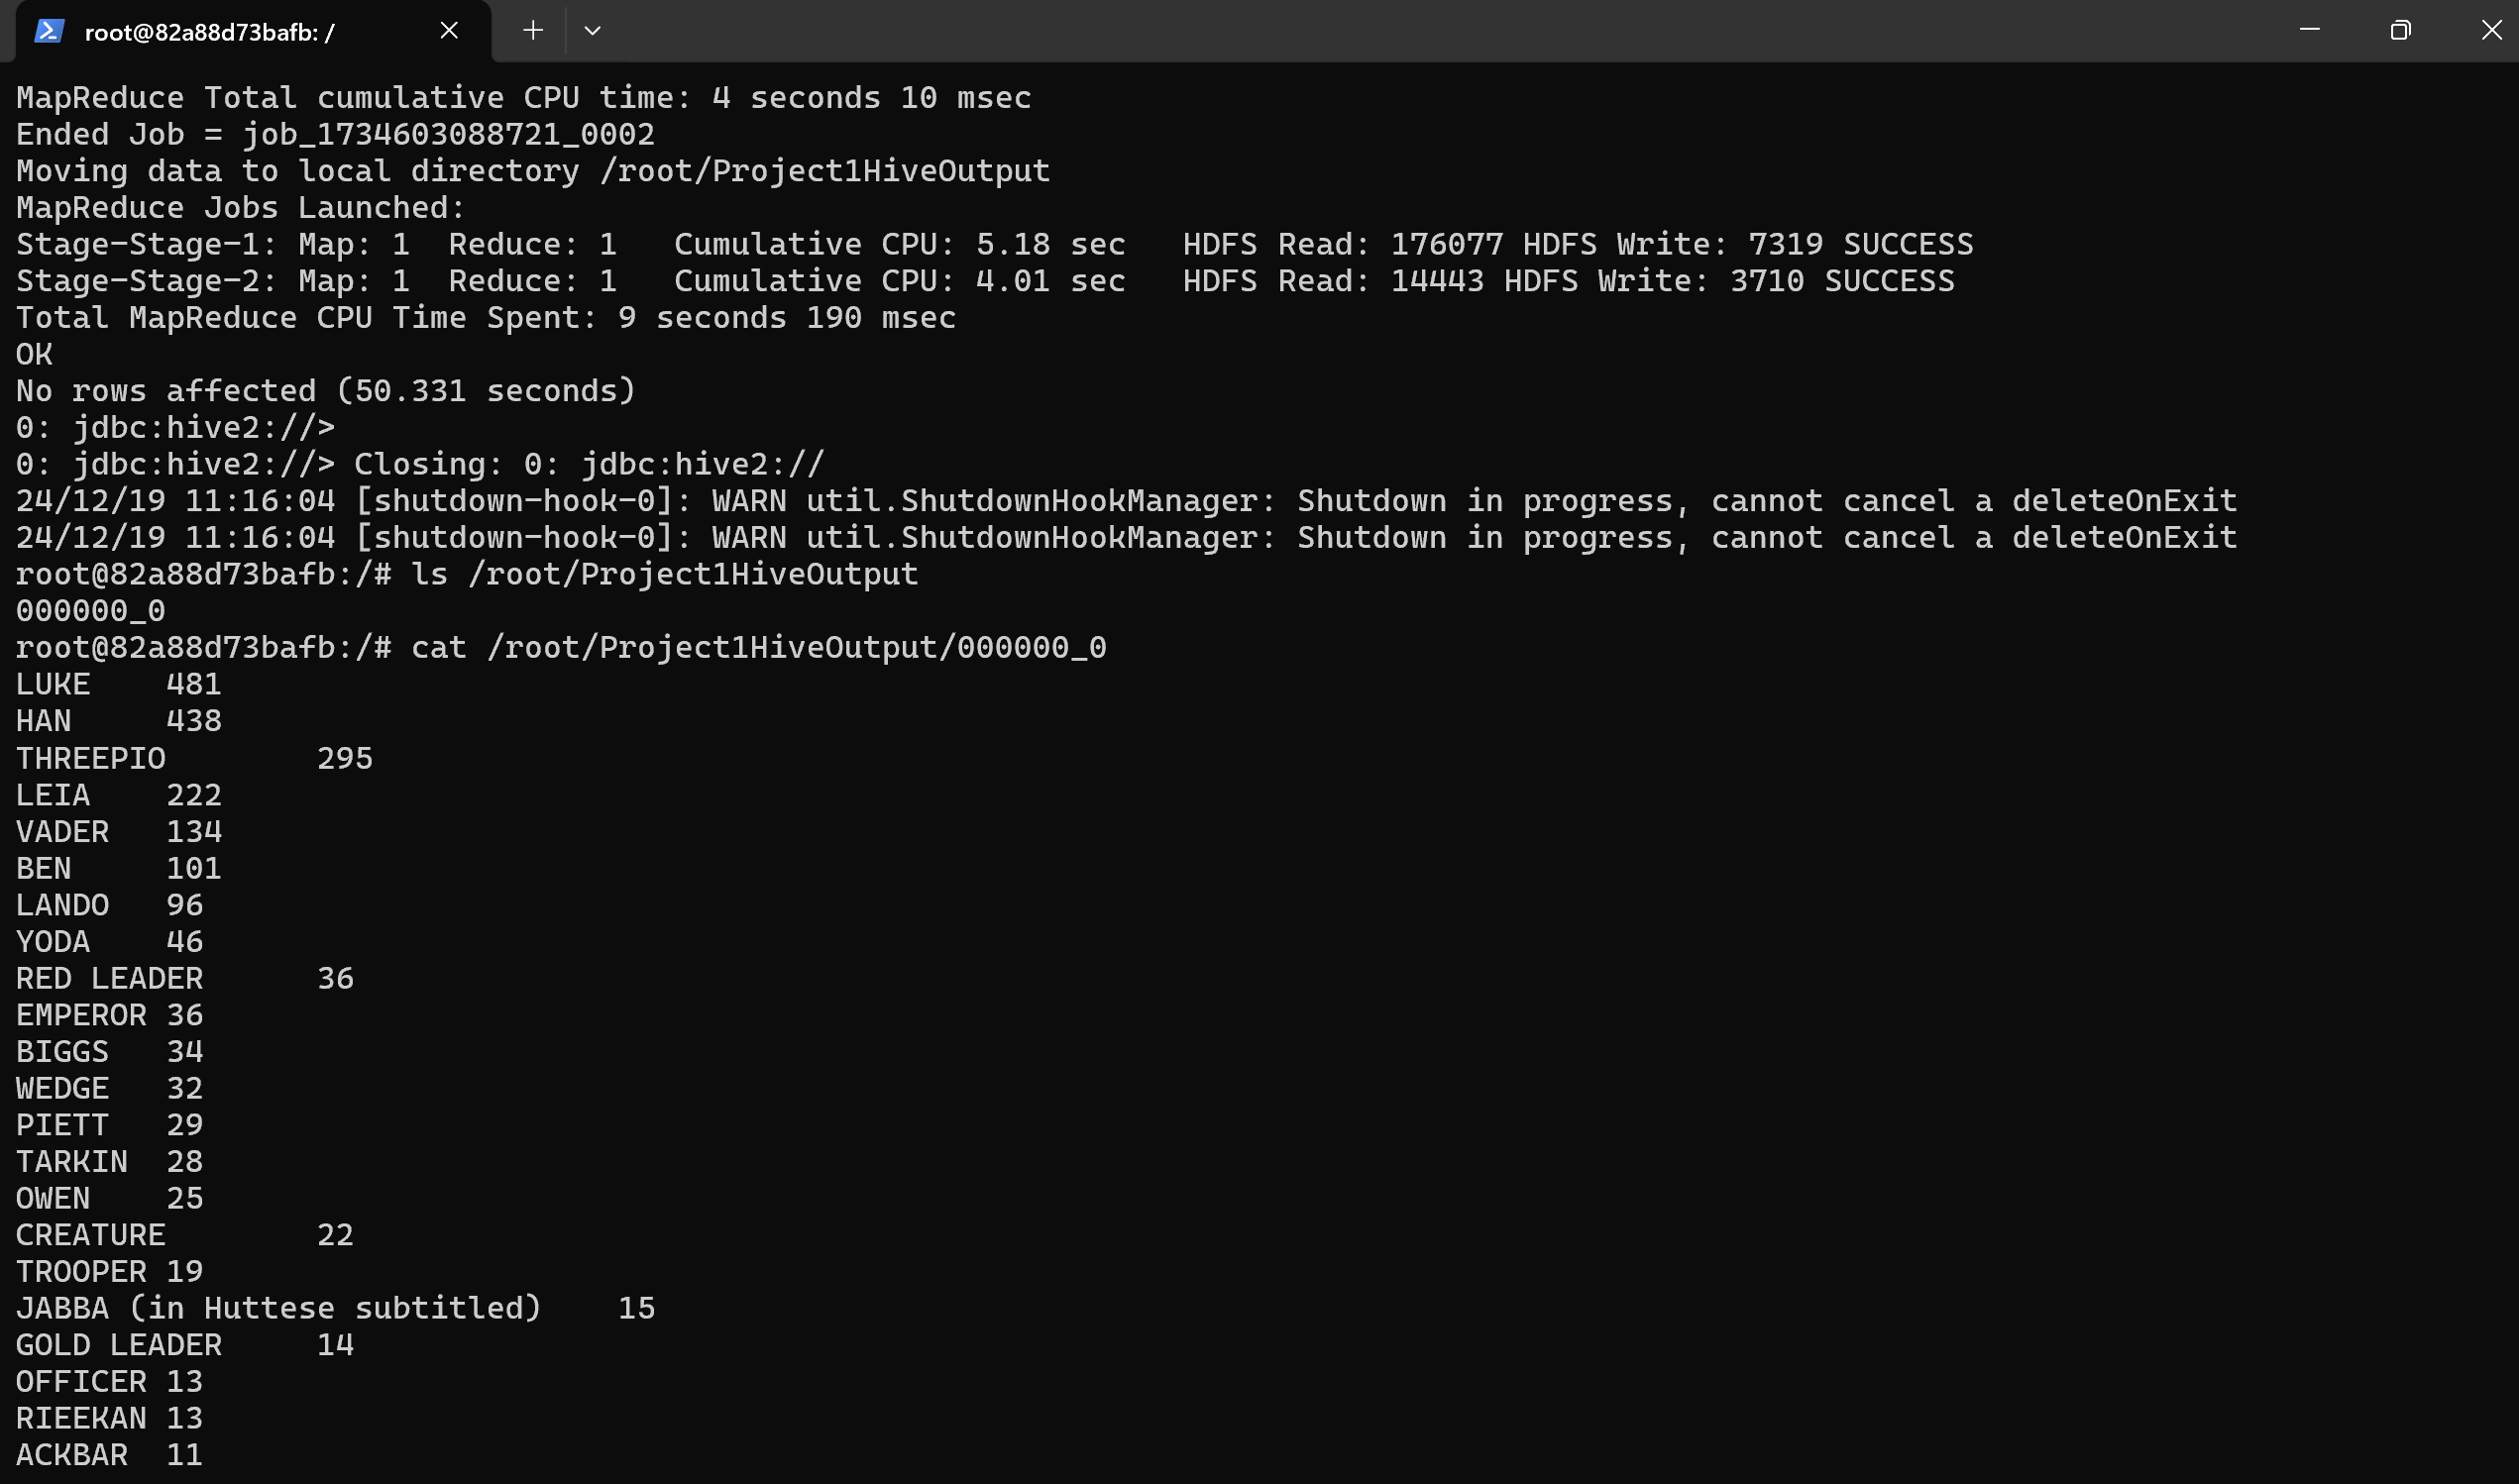 root@82a88d73bafb: /
MapReduce Total cumulative CPU time: 4 seconds 10 msec
Ended Job = job_1734603088721_0002
Moving data to local directory /root/Project1HiveOutput
MapReduce Jobs Launched:
Stage-Stage-1: Map: 1  Reduce: 1   Cumulative CPU: 5.18 sec   HDFS Read: 176077 HDFS Write: 7319 SUCCESS
Stage-Stage-2: Map: 1  Reduce: 1   Cumulative CPU: 4.01 sec   HDFS Read: 14443 HDFS Write: 3710 SUCCESS
Total MapReduce CPU Time Spent: 9 seconds 190 msec
OK
No rows affected (50.331 seconds)
0: jdbc:hive2://>
0: jdbc:hive2://> Closing: 0: jdbc:hive2://
24/12/19 11:16:04 [shutdown-hook-0]: WARN util.ShutdownHookManager: Shutdown in progress, cannot cancel a deleteOnExit
24/12/19 11:16:04 [shutdown-hook-0]: WARN util.ShutdownHookManager: Shutdown in progress, cannot cancel a deleteOnExit
root@82a88d73bafb:/# ls /root/Project1HiveOutput
000000_0
root@82a88d73bafb:/# cat /root/Project1HiveOutput/000000_0
LUKE    481
HAN     438
THREEPIO        295
LEIA    222
VADER   134
BEN     101
LANDO   96
YODA    46
RED LEADER      36
EMPEROR 36
BIGGS   34
WEDGE   32
PIETT   29
TARKIN  28
OWEN    25
CREATURE        22
TROOPER 19
JABBA (in Huttese subtitled)    15
GOLD LEADER     14
OFFICER 13
RIEEKAN 13
ACKBAR  11